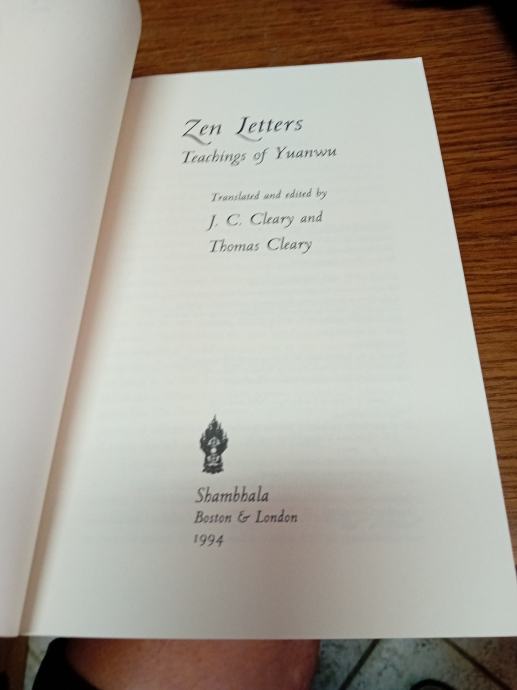 Zen Letters
Teachings of Yuanwu
Translated and edited by
J. C. Cleary and
Thomas Cleary
Shambhala
Boston & London
1994